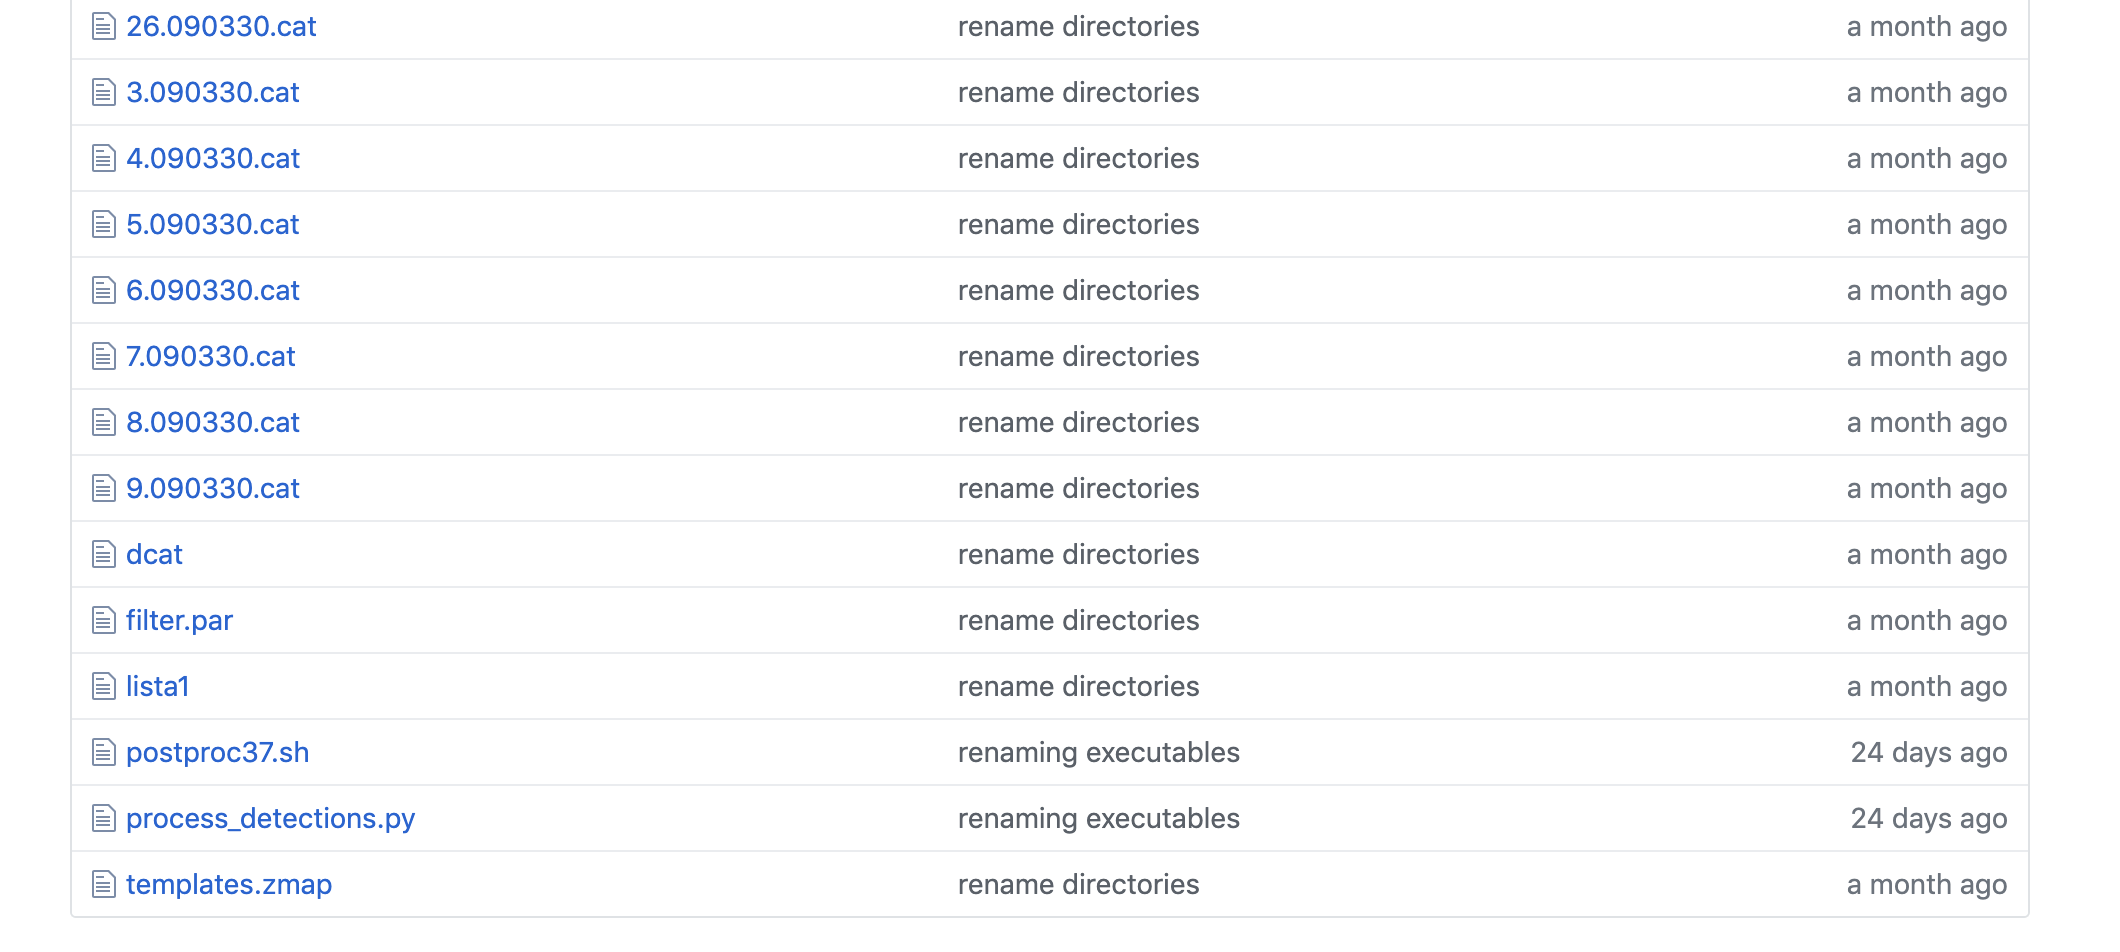 26.090330.cat rename directories a month ago
3.090330.cat rename directories a month ago
4.090330.cat rename directories a month ago
5.090330.cat rename directories a month ago
6.090330.cat rename directories a month ago
7.090330.cat rename directories a month ago
8.090330.cat rename directories a month ago
9.090330.cat rename directories a month ago
dcat rename directories a month ago
filter.par rename directories a month ago
lista1 rename directories a month ago
postproc37.sh renaming executables 24 days ago
process_detections.py renaming executables 24 days ago
templates.zmap rename directories a month ago